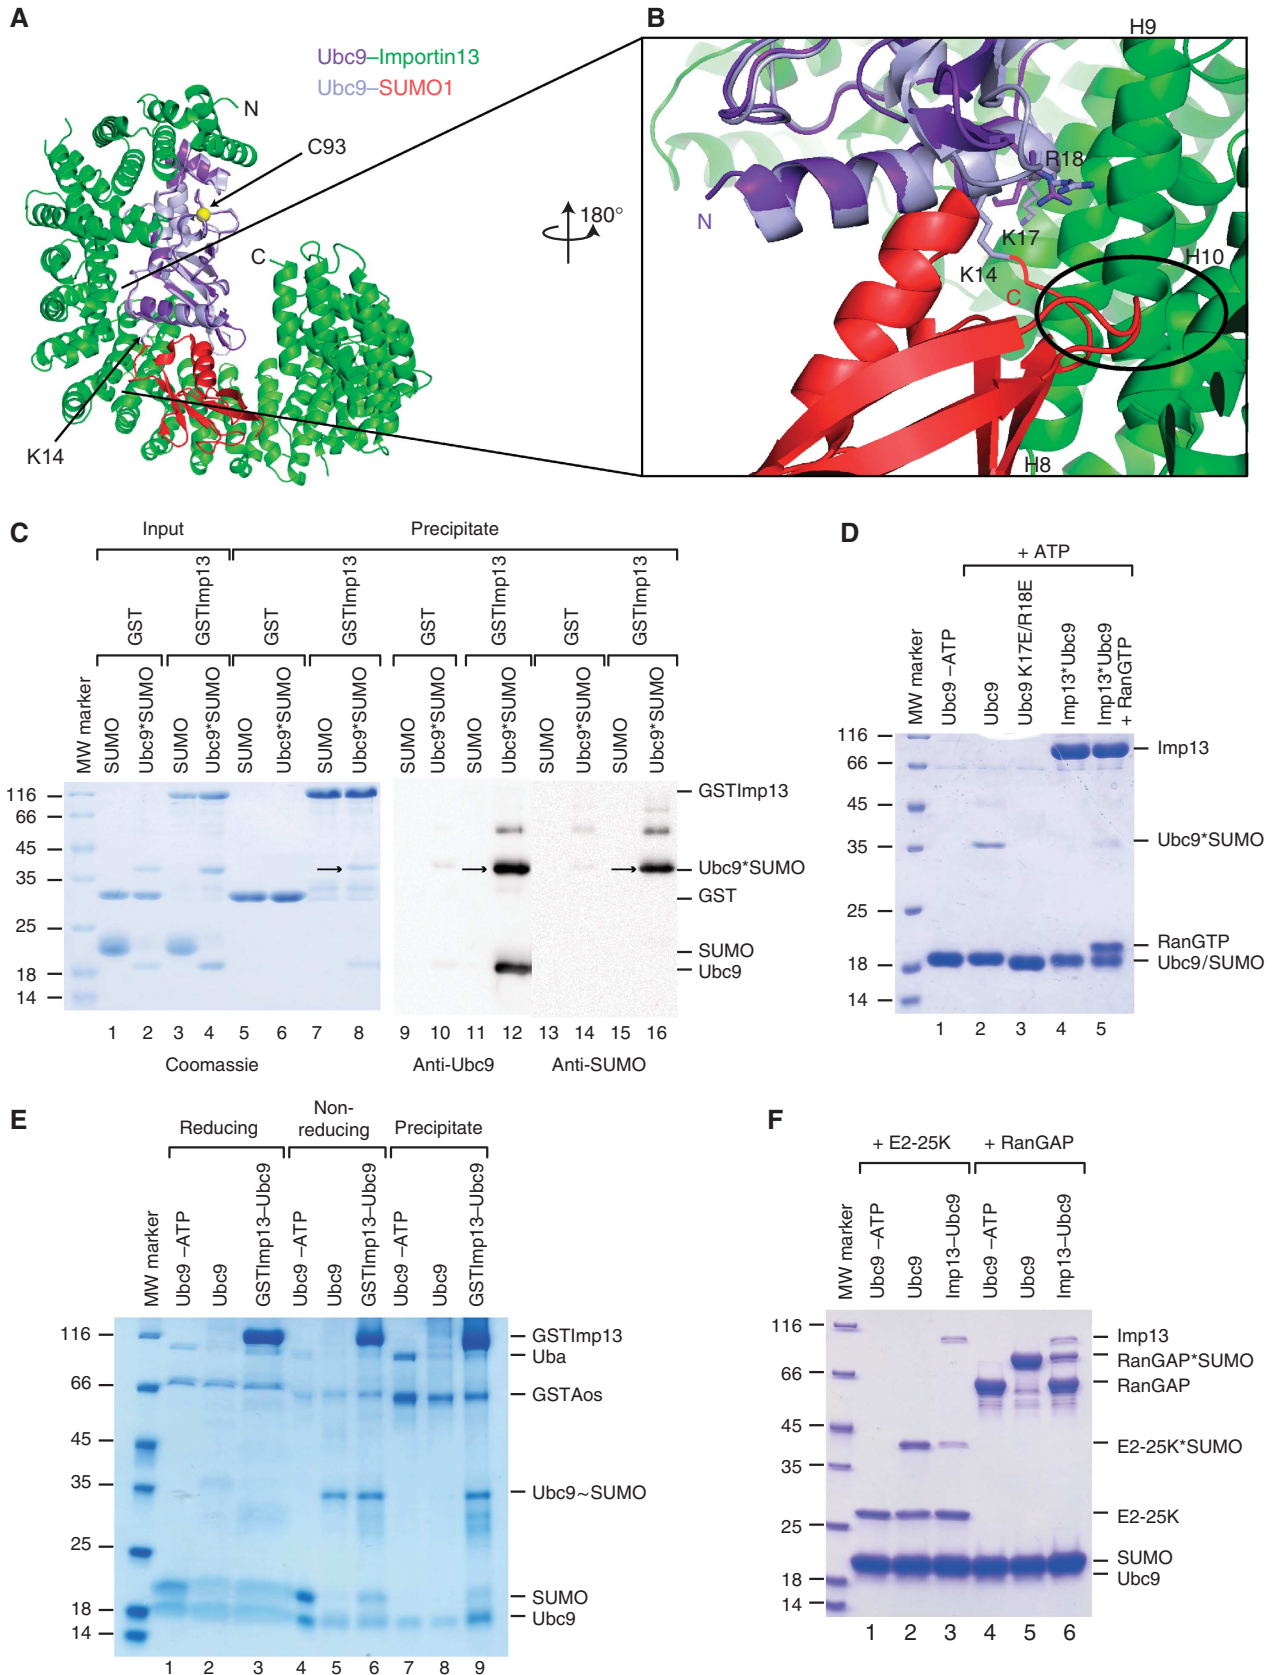 A
Ubc9–Importin13
Ubc9–SUMO1
N
C93
C
K14
180°
B
H9
R18
N
K17
K14
H10
C
H8
C
Input
Precipitate
GST
GSTImp13
GST
GSTImp13
GST
GSTImp13
GST
GSTImp13
MW marker
SUMO
Ubc9*SUMO
SUMO
Ubc9*SUMO
SUMO
Ubc9*SUMO
SUMO
Ubc9*SUMO
SUMO
Ubc9*SUMO
SUMO
Ubc9*SUMO
SUMO
Ubc9*SUMO
SUMO
Ubc9*SUMO
116
66
45
35
25
18
14
GSTImp13
Ubc9*SUMO
GST
SUMO
Ubc9
1 2 3 4 5 6 7 8 9 10 11 12 13 14 15 16
Coomassie
Anti-Ubc9
Anti-SUMO
D
+ ATP
MW marker
Ubc9 –ATP
Ubc9
Ubc9 K17E/R18E
Imp13*Ubc9
Imp13*Ubc9
+ RanGTP
116
66
45
35
25
18
14
Imp13
Ubc9*SUMO
RanGTP
Ubc9/SUMO
1 2 3 4 5
E
Reducing
Non-
reducing
Precipitate
MW marker
Ubc9 –ATP
Ubc9
GSTImp13–Ubc9
Ubc9 –ATP
Ubc9
GSTImp13–Ubc9
Ubc9 –ATP
Ubc9
GSTImp13–Ubc9
116
66
45
35
25
18
14
GSTImp13
Uba
GSTAos
Ubc9~SUMO
SUMO
Ubc9
1 2 3 4 5 6 7 8 9
F
+ E2-25K
+ RanGAP
MW marker
Ubc9 –ATP
Ubc9
Imp13–Ubc9
Ubc9 –ATP
Ubc9
Imp13–Ubc9
116
66
45
35
25
18
14
Imp13
RanGAP*SUMO
RanGAP
E2-25K*SUMO
E2-25K
SUMO
Ubc9
1 2 3 4 5 6